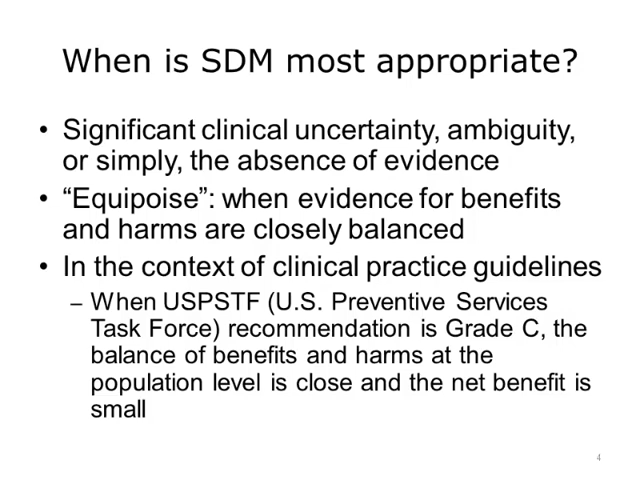 When is SDM most appropriate?
• Significant clinical uncertainty, ambiguity,
or simply, the absence of evidence
• “Equipoise”: when evidence for benefits
and harms are closely balanced
• In the context of clinical practice guidelines
– When USPSTF (U.S. Preventive Services
Task Force) recommendation is Grade C, the
balance of benefits and harms at the
population level is close and the net benefit is
small
4